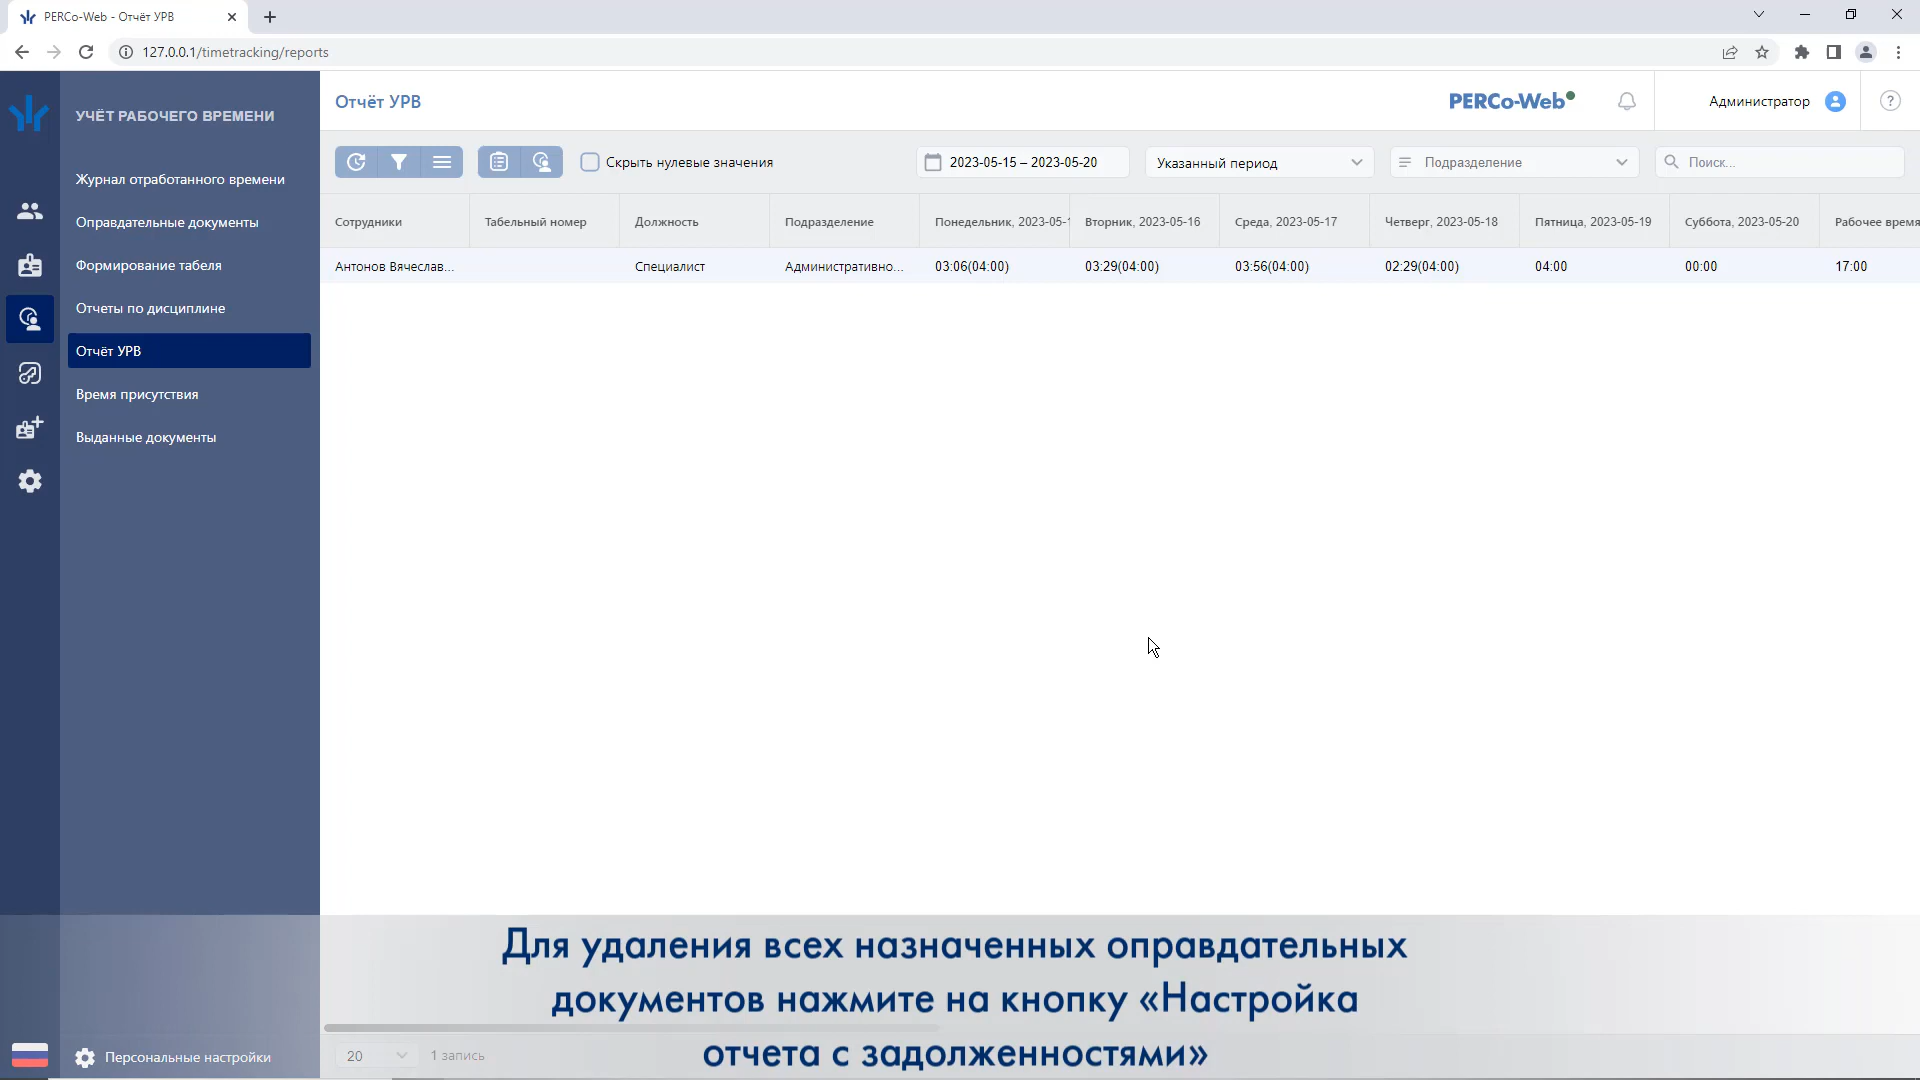 PERCo-Web - Отчёт УРВ
127.0.0.1/timetracking/reports
УЧЁТ РАБОЧЕГО ВРЕМЕНИ
Журнал отработанного времени
Оправдательные документы
Формирование табеля
Отчеты по дисциплине
Отчёт УРВ
Время присутствия
Выданные документы
Персональные настройки
Отчёт УРВ
PERCo-Web
Администратор
?
Скрыть нулевые значения
2023-05-15 – 2023-05-20
Указанный период
Подразделение
Поиск...
Сотрудники Табельный номер Должность Подразделение Понедельник, 2023-05-1 Вторник, 2023-05-16 Среда, 2023-05-17 Четверг, 2023-05-18 Пятница, 2023-05-19 Суббота, 2023-05-20 Рабочее время
Антонов Вячеслав... Специалист Административно... 03:06(04:00) 03:29(04:00) 03:56(04:00) 02:29(04:00) 04:00 00:00 17:00
Для удаления всех назначенных оправдательных
документов нажмите на кнопку «Настройка
отчета с задолженностями»
20 1 запись